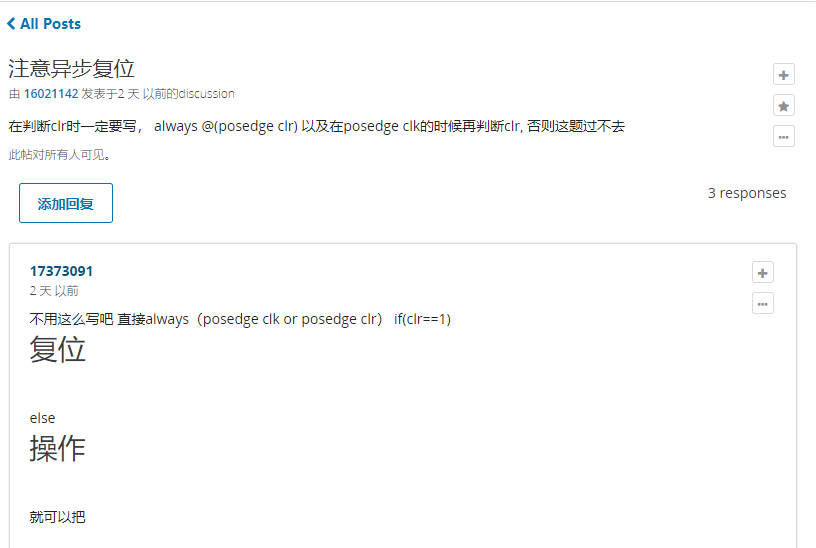 All Posts
注意异步复位
由 16021142 发表于2 天 以前的discussion
在判断clr时一定要写， always @(posedge clr) 以及在posedge clk的时候再判断clr, 否则这题过不去
此帖对所有人可见。
添加回复
3 responses
17373091
2 天 以前
不用这么写吧 直接always（posedge clk or posedge clr） if(clr==1)
复位
else
操作
就可以把